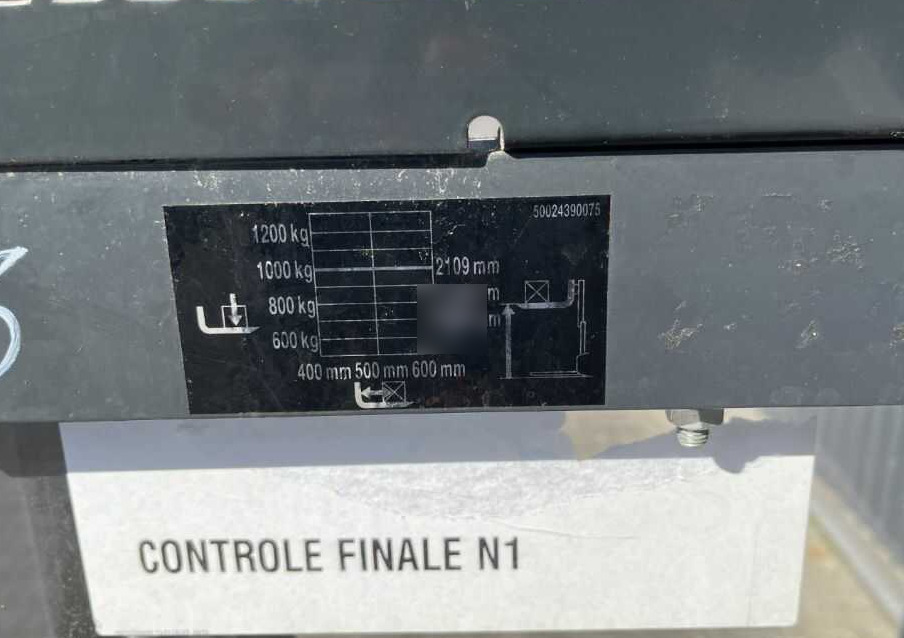 50024390075
1200 kg
1000 kg 2109 mm
800 kg
600 kg
400 mm 500 mm 600 mm
CONTROLE FINALE N1